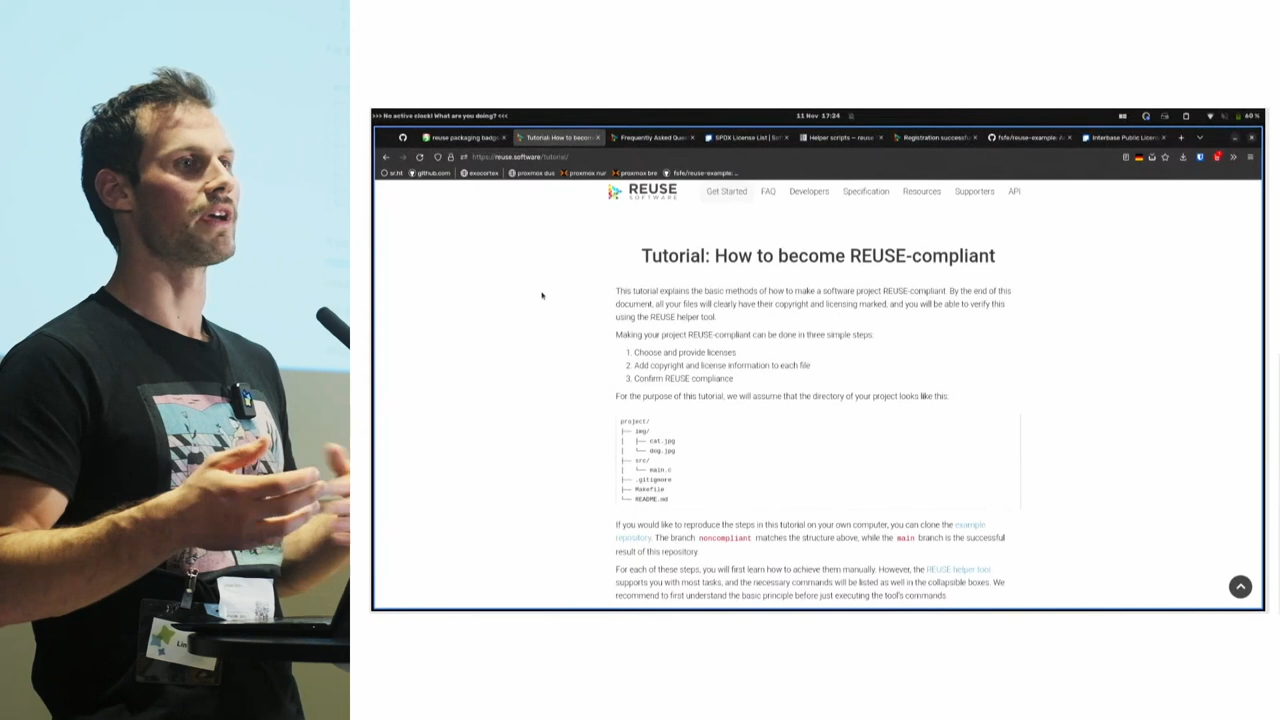 >>> No active clock! What are you doing? <<<
11 Nov 17:24
60 %
reuse packaging badg
Tutorial: How to becom
Frequently Asked Ques
SPDX License List | Sof
Helper scripts — reuse
Registration successfu
fsfe/reuse-example: A
Interbase Public Licen
https://reuse.software/tutorial/
sr.ht
github.com
exocortex
proxmox dus
proxmox nur
proxmox bre
fsfe/reuse-example: ...
REUSE
SOFTWARE
Get Started
FAQ
Developers
Specification
Resources
Supporters
API
Tutorial: How to become REUSE-compliant
This tutorial explains the basic methods of how to make a software project REUSE-compliant. By the end of this
document, all your files will clearly have their copyright and licensing marked, and you will be able to verify this
using the REUSE helper tool.
Making your project REUSE-compliant can be done in three simple steps:
1. Choose and provide licenses
2. Add copyright and license information to each file
3. Confirm REUSE compliance
For the purpose of this tutorial, we will assume that the directory of your project looks like this:
project/
├── img/
│   ├── cat.jpg
│   └── dog.jpg
├── src/
│   └── main.c
├── .gitignore
├── Makefile
└── README.md
If you would like to reproduce the steps in this tutorial on your own computer, you can clone the example
repository. The branch noncompliant matches the structure above, while the main branch is the successful
result of this repository
For each of these steps, you will first learn how to achieve them manually. However, the REUSE helper tool
supports you with most tasks, and the necessary commands will be listed as well in the collapsible boxes. We
recommend to first understand the basic principle before just executing the tool's commands.
Lin